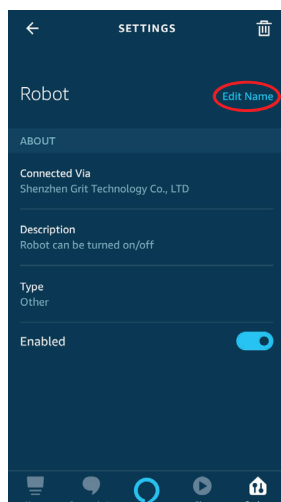 SETTINGS
Robot
Edit Name
ABOUT
Connected Via
Shenzhen Grit Technology Co., LTD
Description
Robot can be turned on/off
Type
Other
Enabled